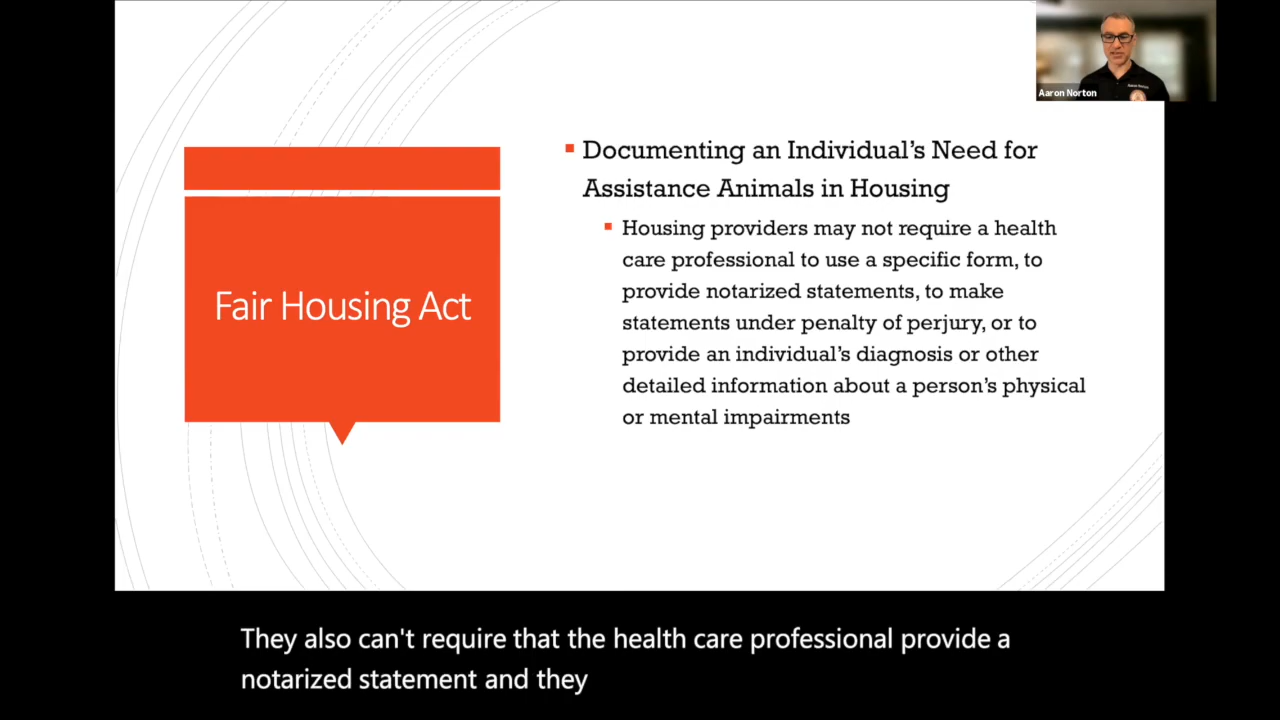 Aaron Norton
Fair Housing Act
Documenting an Individual's Need for
Assistance Animals in Housing
Housing providers may not require a health
care professional to use a specific form, to
provide notarized statements, to make
statements under penalty of perjury, or to
provide an individual's diagnosis or other
detailed information about a person's physical
or mental impairments
They also can't require that the health care professional provide a
notarized statement and they